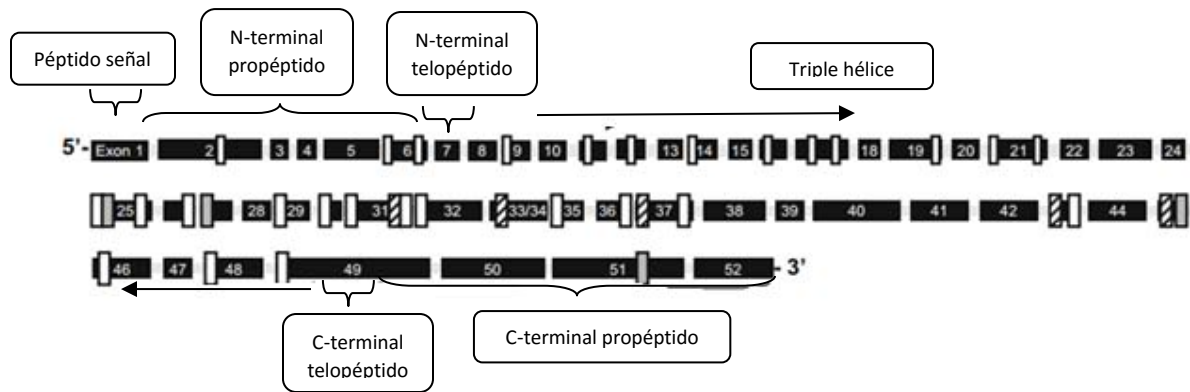 Péptido señal
N-terminal
propéptido
N-terminal
telopéptido
Triple hélice
5'- Exon 1 2 3 4 5 6 7 8 9 10 13 14 15 18 19 20 21 22 23 24
25 28 29 31 32 33/34 35 36 37 38 39 40 41 42 44
46 47 48 49 50 51 52 - 3'
C-terminal
telopéptido
C-terminal propéptido